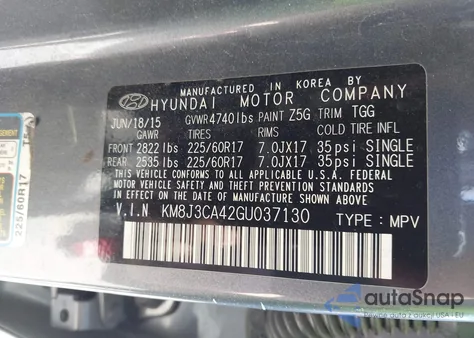 MANUFACTURED IN KOREA BY
HYUNDAI MOTOR COMPANY
JUN/18/15 GVWR 4740lbs PAINT Z5G TRIM TGG
GAWR TIRES RIMS COLD TIRE INFL
FRONT 2822lbs 225/60R17 7.0JX17 35psi SINGLE
REAR 2535lbs 225/60R17 7.0JX17 35psi SINGLE
THIS VEHICLE CONFORMS TO ALL APPLICABLE U.S.A. FEDERAL
MOTOR VEHICLE SAFETY AND THEFT PREVENTION STANDARDS
IN EFFECT ON THE DATE OF MANUFACTURE SHOWN ABOVE
V.I.N KM8J3CA42GU037130 TYPE : MPV
225/60R17
autoSnap